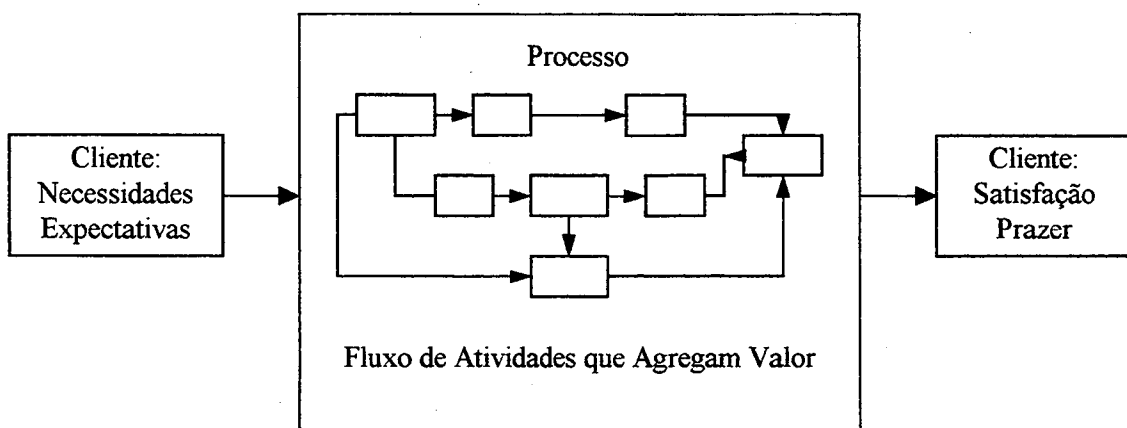 Cliente:
Necessidades
Expectativas
Processo
Fluxo de Atividades que Agregam Valor
Cliente:
Satisfação
Prazer